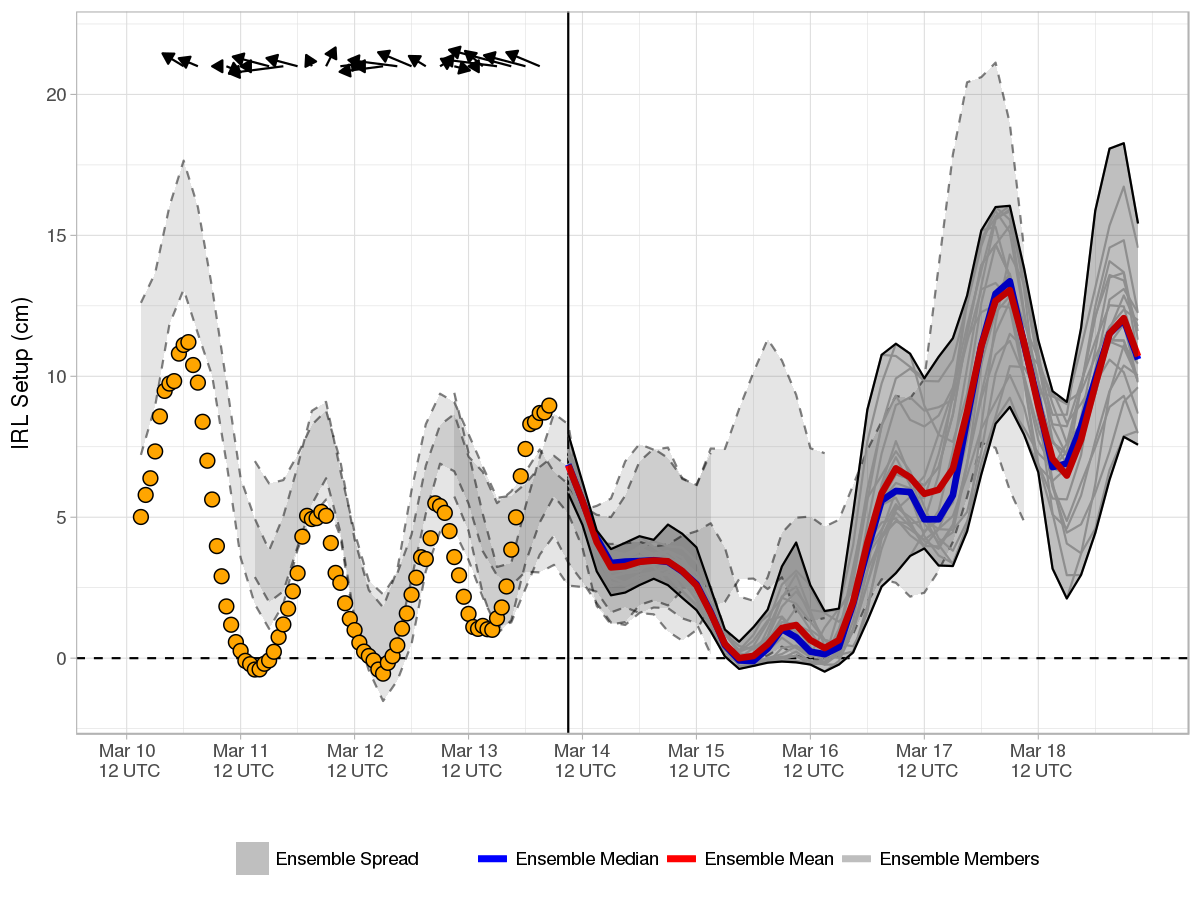 IRL Setup (cm)
20
15
10
5
0
Mar 10 Mar 11 Mar 12 Mar 13 Mar 14 Mar 15 Mar 16 Mar 17 Mar 18
12 UTC 12 UTC 12 UTC 12 UTC 12 UTC 12 UTC 12 UTC 12 UTC 12 UTC
Ensemble Spread Ensemble Median Ensemble Mean Ensemble Members